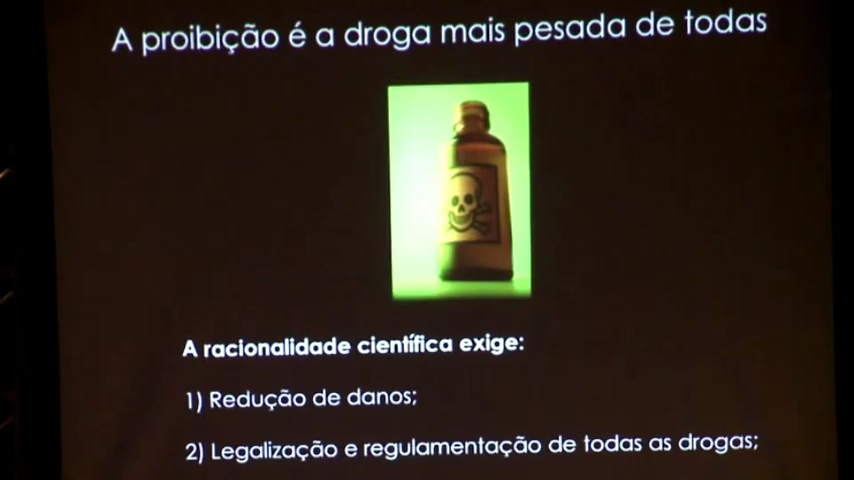 A proibição é a droga mais pesada de todas
A racionalidade científica exige:
1) Redução de danos;
2) Legalização e regulamentação de todas as drogas;